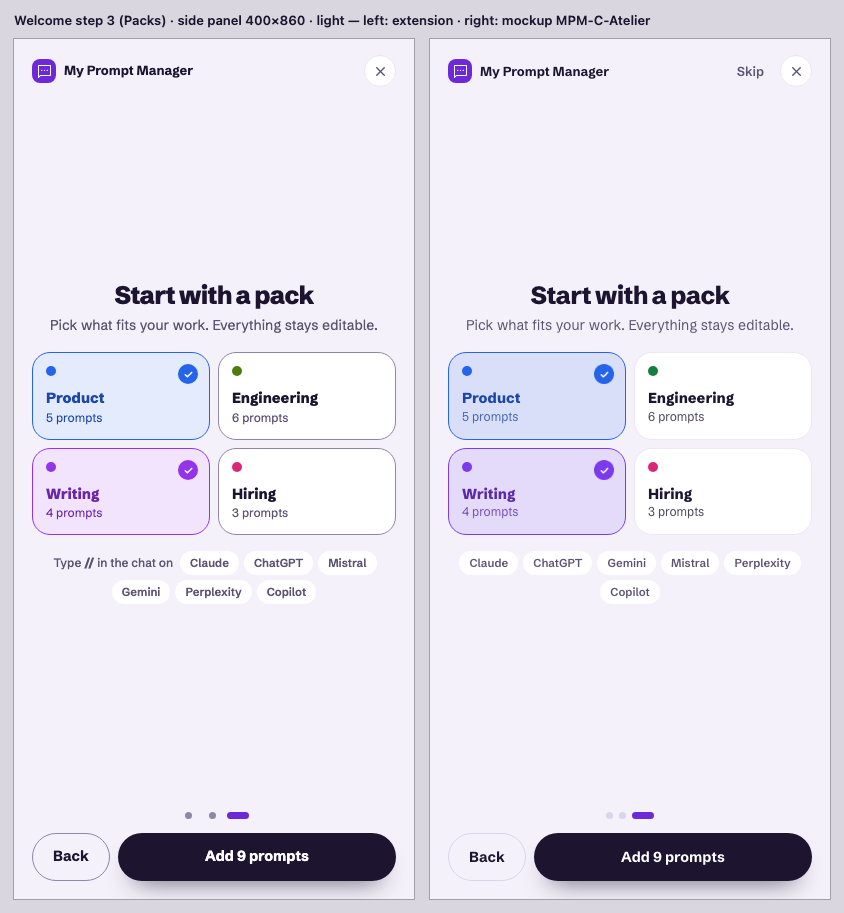 Welcome step 3 (Packs) · side panel 400×860 · light — left: extension · right: mockup MPM-C-Atelier
My Prompt Manager
Start with a pack
Pick what fits your work. Everything stays editable.
Product
5 prompts
Engineering
6 prompts
Writing
4 prompts
Hiring
3 prompts
Type // in the chat on Claude ChatGPT Mistral
Gemini Perplexity Copilot
Back
Add 9 prompts
My Prompt Manager
Skip
Start with a pack
Pick what fits your work. Everything stays editable.
Product
5 prompts
Engineering
6 prompts
Writing
4 prompts
Hiring
3 prompts
Claude ChatGPT Gemini Mistral Perplexity
Copilot
Back
Add 9 prompts